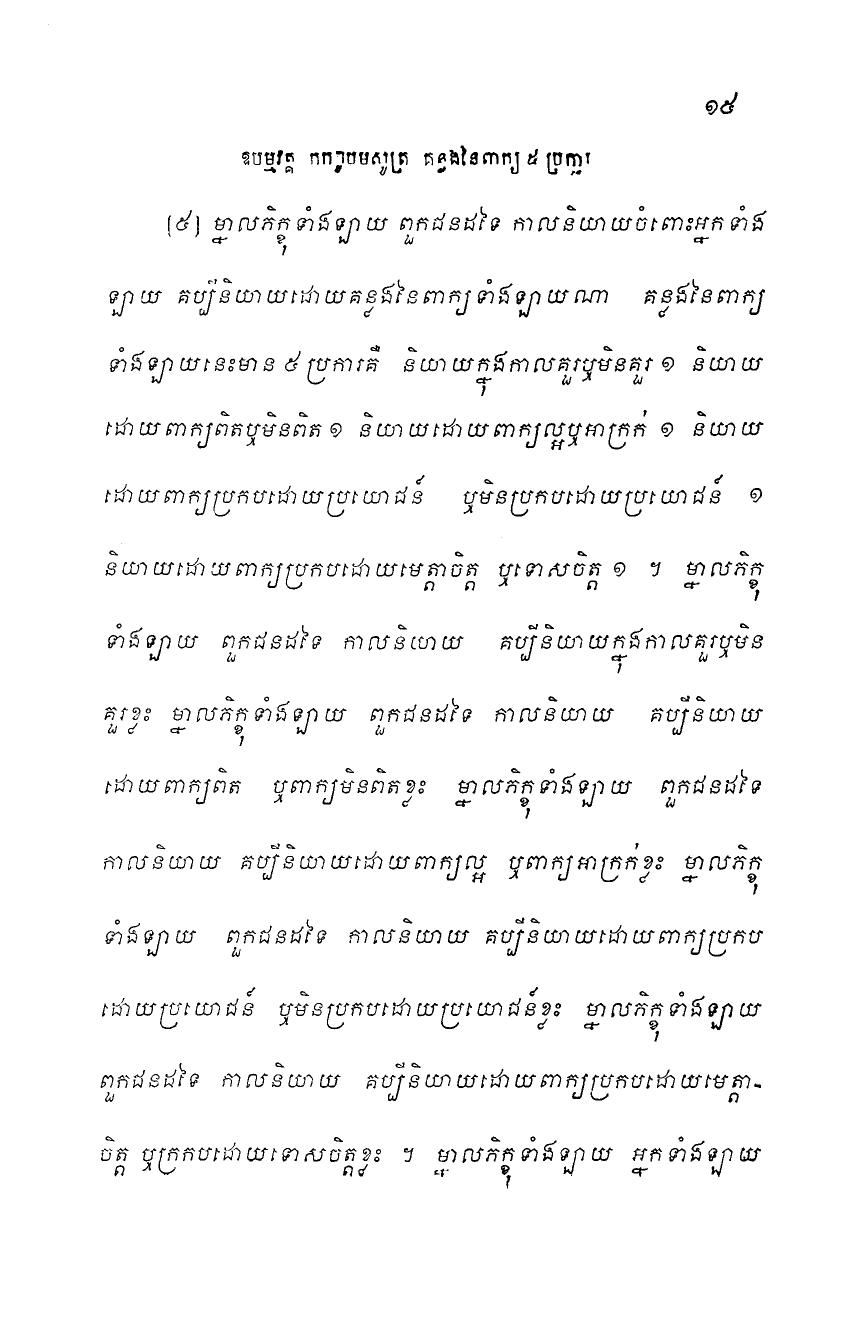 ១៥
ឧបម្មវគ្គ កកចូបមសូត្រ គន្លងនៃពាក្យ ៥ ប្រការ
[៥] ម្នាលភិក្ខុទាំងឡាយ ពួកជនដទៃ កាលនិយាយចំពោះអ្នកទាំង
ឡាយ គប្បីនិយាយដោយគន្លងនៃពាក្យទាំងឡាយណា គន្លងនៃពាក្យ
ទាំងឡាយនេះមាន ៥ ប្រការគឺ និយាយក្នុងកាលគួរឬមិនគួរ ១ និយាយ
ដោយពាក្យពិតឬមិនពិត ១ និយាយដោយពាក្យល្អឬអាក្រក់ ១ និយាយ
ដោយពាក្យប្រកបដោយប្រយោជន៍ ឬមិនប្រកបដោយប្រយោជន៍ ១
និយាយដោយពាក្យប្រកបដោយមេត្តាចិត្ត ឬទោសចិត្ត ១ ។ ម្នាលភិក្ខុ
ទាំងឡាយ ពួកជនដទៃ កាលនិយាយ គប្បីនិយាយក្នុងកាលគួរឬមិន
គួរខ្លះ ម្នាលភិក្ខុទាំងឡាយ ពួកជនដទៃ កាលនិយាយ គប្បីនិយាយ
ដោយពាក្យពិត ឬពាក្យមិនពិតខ្លះ ម្នាលភិក្ខុទាំងឡាយ ពួកជនដទៃ
កាលនិយាយ គប្បីនិយាយដោយពាក្យល្អ ឬពាក្យអាក្រក់ខ្លះ ម្នាលភិក្ខុ
ទាំងឡាយ ពួកជនដទៃ កាលនិយាយ គប្បីនិយាយដោយពាក្យប្រកប
ដោយប្រយោជន៍ ឬមិនប្រកបដោយប្រយោជន៍ខ្លះ ម្នាលភិក្ខុទាំងឡាយ
ពួកជនដទៃ កាលនិយាយ គប្បីនិយាយដោយពាក្យប្រកបដោយមេត្តា-
ចិត្ត ឬក្រកបដោយទោសចិត្តខ្លះ ។ ម្នាលភិក្ខុទាំងឡាយ អ្នកទាំងឡាយ